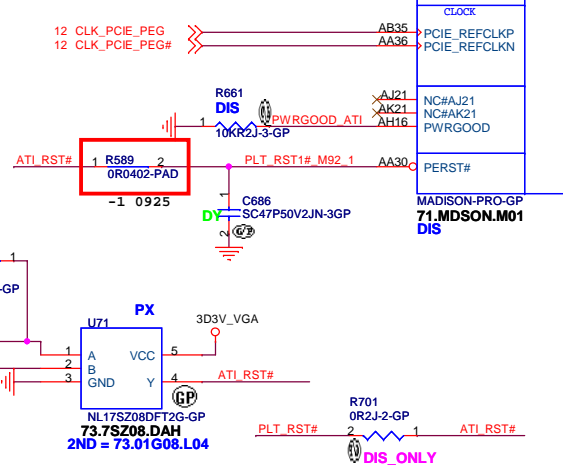 CLOCK
12 CLK_PCIE_PEG
AB35
PCIE_REFCLKP
12 CLK_PCIE_PEG#
AA36
PCIE_REFCLKN
R661
DIS
AJ21
NC#AJ21
AK21
NC#AK21
1
2
PWRGOOD_ATI
AH16
PWRGOOD
10KR2J-3-GP
ATI_RST#
1
R589
2
PLT_RST1#_M92_1
AA30
PERST#
0R0402-PAD
-1 0925
1
C686
MADISON-PRO-GP
DY
SC47P50V2JN-3GP
71.MDSON.M01
2
G/P
DIS
1
-GP
PX
U71
3D3V_VGA
1
A
VCC
5
2
B
3
GND
Y
4
ATI_RST#
GP
NL17SZ08DFT2G-GP
73.7SZ08.DAH
2ND = 73.01G08.L04
R701
0R2J-2-GP
PLT_RST#
2
1
ATI_RST#
DIS_ONLY